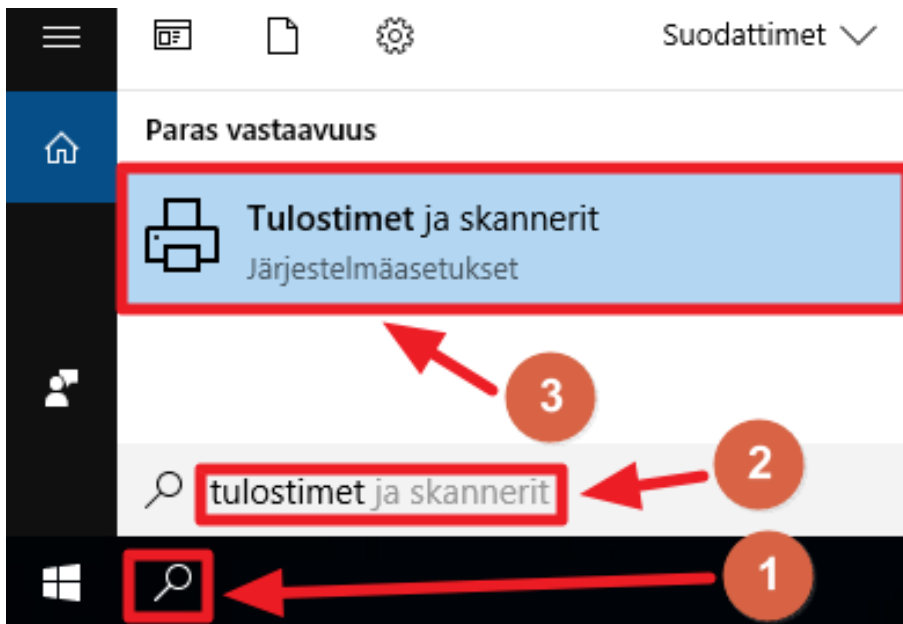 Suodattimet
Paras vastaavuus
Tulostimet ja skannerit
Järjestelmäasetukset
3
2
tulostimet ja skannerit
1